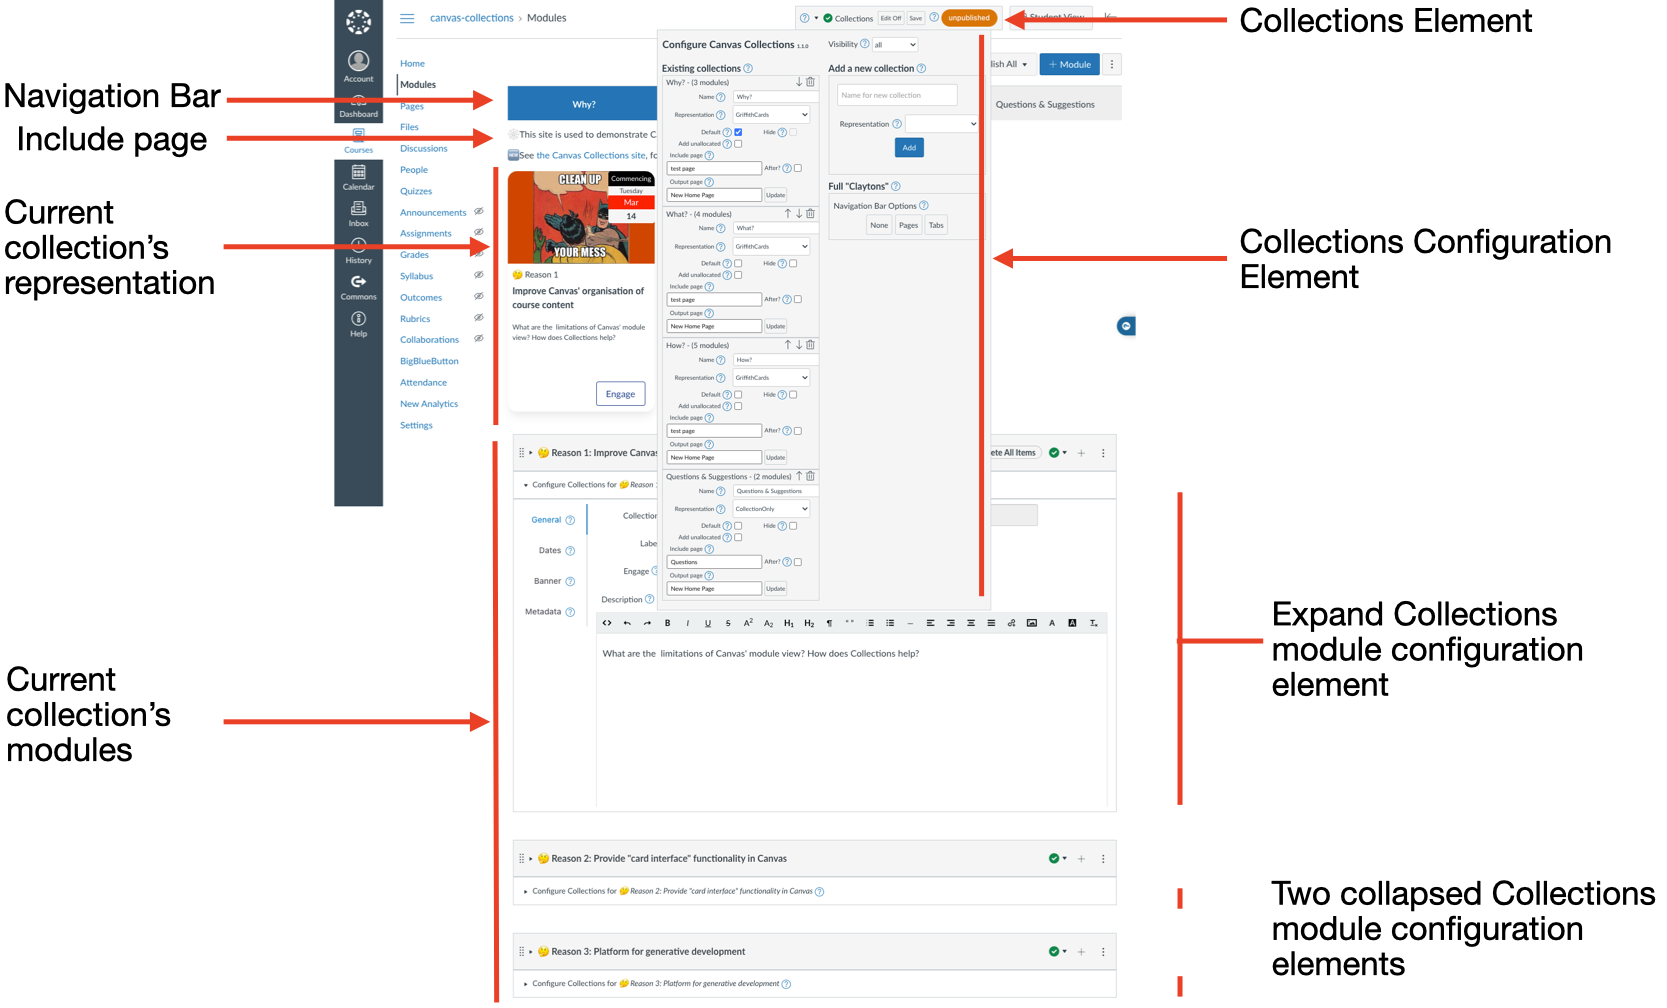 Navigation Bar
Include page
Current
collection's
representation
Current
collection's
modules
Collections Element
Collections Configuration
Element
Expand Collections
module configuration
element
Two collapsed Collections
module configuration
elements
Account
Dashboard
Courses
Calendar
Inbox
History
Commons
Help
canvas-collections › Modules
Collections Edit Off Save unpublished
Student View
Home
Modules
Pages
Files
Discussions
People
Quizzes
Announcements
Assignments
Grades
Syllabus
Outcomes
Rubrics
Collaborations
BigBlueButton
Attendance
New Analytics
Settings
lish All
+ Module
Why?
Questions & Suggestions
This site is used to demonstrate C
See the Canvas Collections site, fo
CLEAN UP
YOUR MESS
Commencing
Tuesday
Mar
14
🤔 Reason 1
Improve Canvas' organisation of
course content
What are the limitations of Canvas' module
view? How does Collections help?
Engage
Configure Canvas Collections 1.1.0
Visibility all
Existing collections
Why? - (3 modules)
Name Why?
Representation GriffithCards
Default Hide
Add unallocated
Include page
test page After?
Output page
New Home Page Update
What? - (4 modules)
Name What?
Representation GriffithCards
Default Hide
Add unallocated
Include page
test page After?
Output page
New Home Page Update
How? - (5 modules)
Name How?
Representation GriffithCards
Default Hide
Add unallocated
Include page
test page After?
Output page
New Home Page Update
Questions & Suggestions - (2 modules)
Name Questions & Suggestions
Representation CollectionOnly
Default Hide
Add unallocated
Include page
Questions After?
Output page
New Home Page Update
Add a new collection
Name for new collection
Representation
Add
Full "Claytons"
Navigation Bar Options
None Pages Tabs
🤔 Reason 1: Improve Canvas
ete All Items
Configure Collections for 🤔 Reason
General
Dates
Banner
Metadata
Collection
Labe
Engage
Description
B I U S A2 A2 H1 H2 ¶ A A Tx
What are the limitations of Canvas' module view? How does Collections help?
🤔 Reason 2: Provide "card interface" functionality in Canvas
Configure Collections for 🤔 Reason 2: Provide "card interface" functionality in Canvas
🤔 Reason 3: Platform for generative development
Configure Collections for 🤔 Reason 3: Platform for generative development